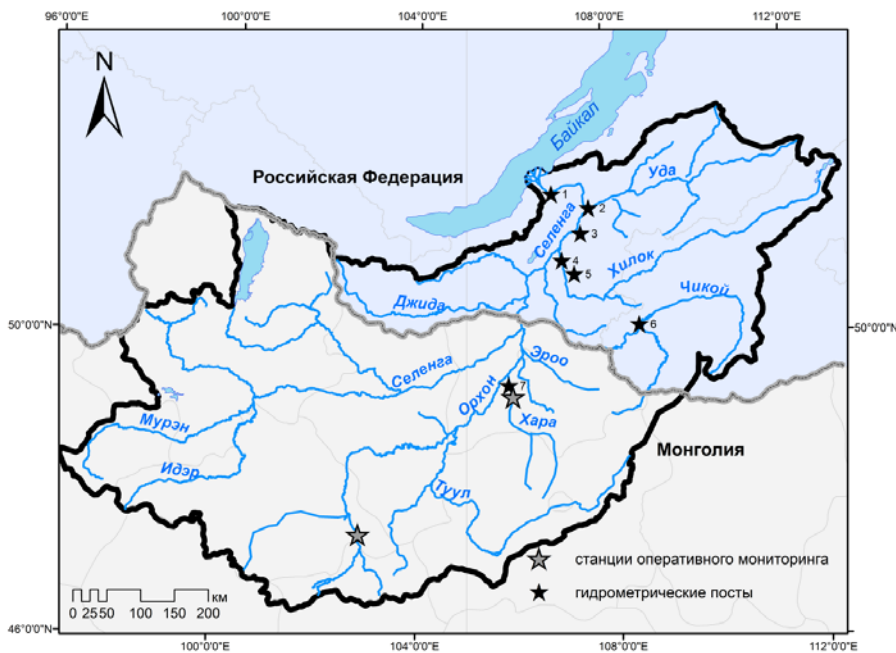 96°0'0"E
100°0'0"E
104°0'0"E
108°0'0"E
112°0'0"E
N
Байкал
Российская Федерация
Уда
1
2
Селенга
3
4
Хилок
5
Джида
Чикой
50°0'0"N
6
50°0'0"N
Эроо
Селенга
7
Орхон
Хара
Мурэн
Монголия
Идэр
Туул
станции оперативного мониторинга
гидрометрические посты
км
0 25 50 100 150 200
46°0'0"N
100°0'0"E
104°0'0"E
108°0'0"E
112°0'0"E